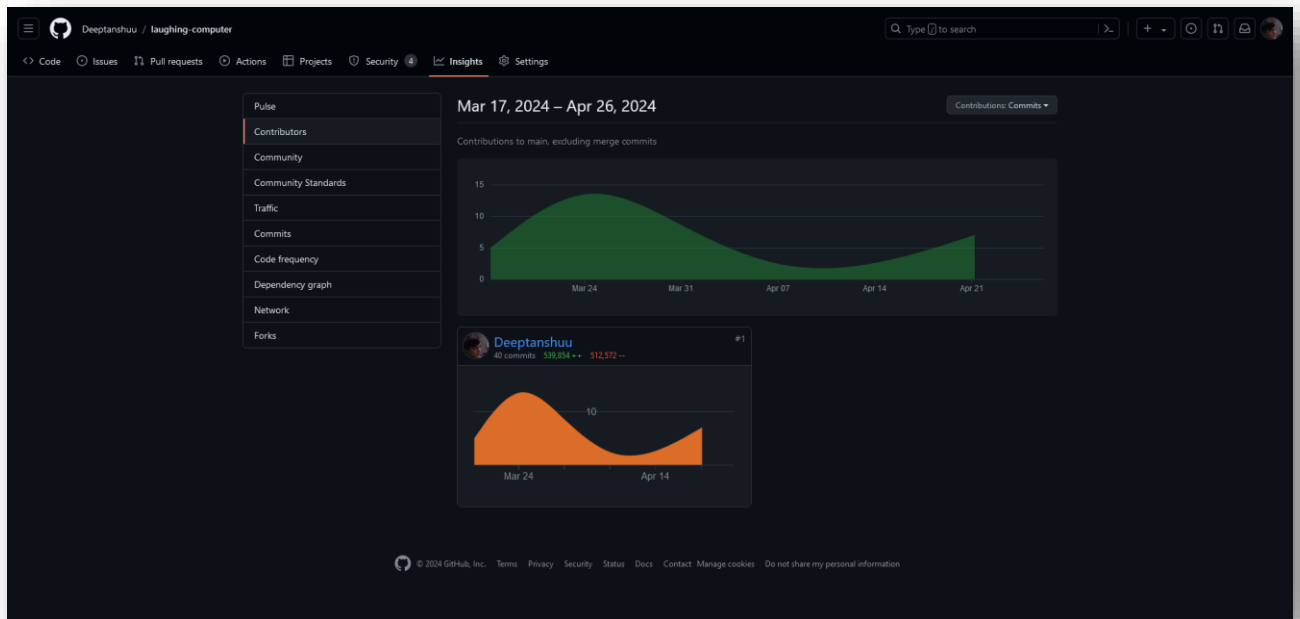 Deeptanshuu / laughing-computer
Type / to search
Code Issues Pull requests Actions Projects Security 4 Insights Settings
Pulse
Contributors
Community
Community Standards
Traffic
Commits
Code frequency
Dependency graph
Network
Forks
Mar 17, 2024 – Apr 26, 2024
Contributions: Commits
Contributions to main, excluding merge commits
15
10
5
0
Mar 24 Mar 31 Apr 07 Apr 14 Apr 21
Deeptanshuu #1
40 commits 539,854 ++ 512,572 --
10
Mar 24 Apr 14
© 2024 GitHub, Inc. Terms Privacy Security Status Docs Contact Manage cookies Do not share my personal information